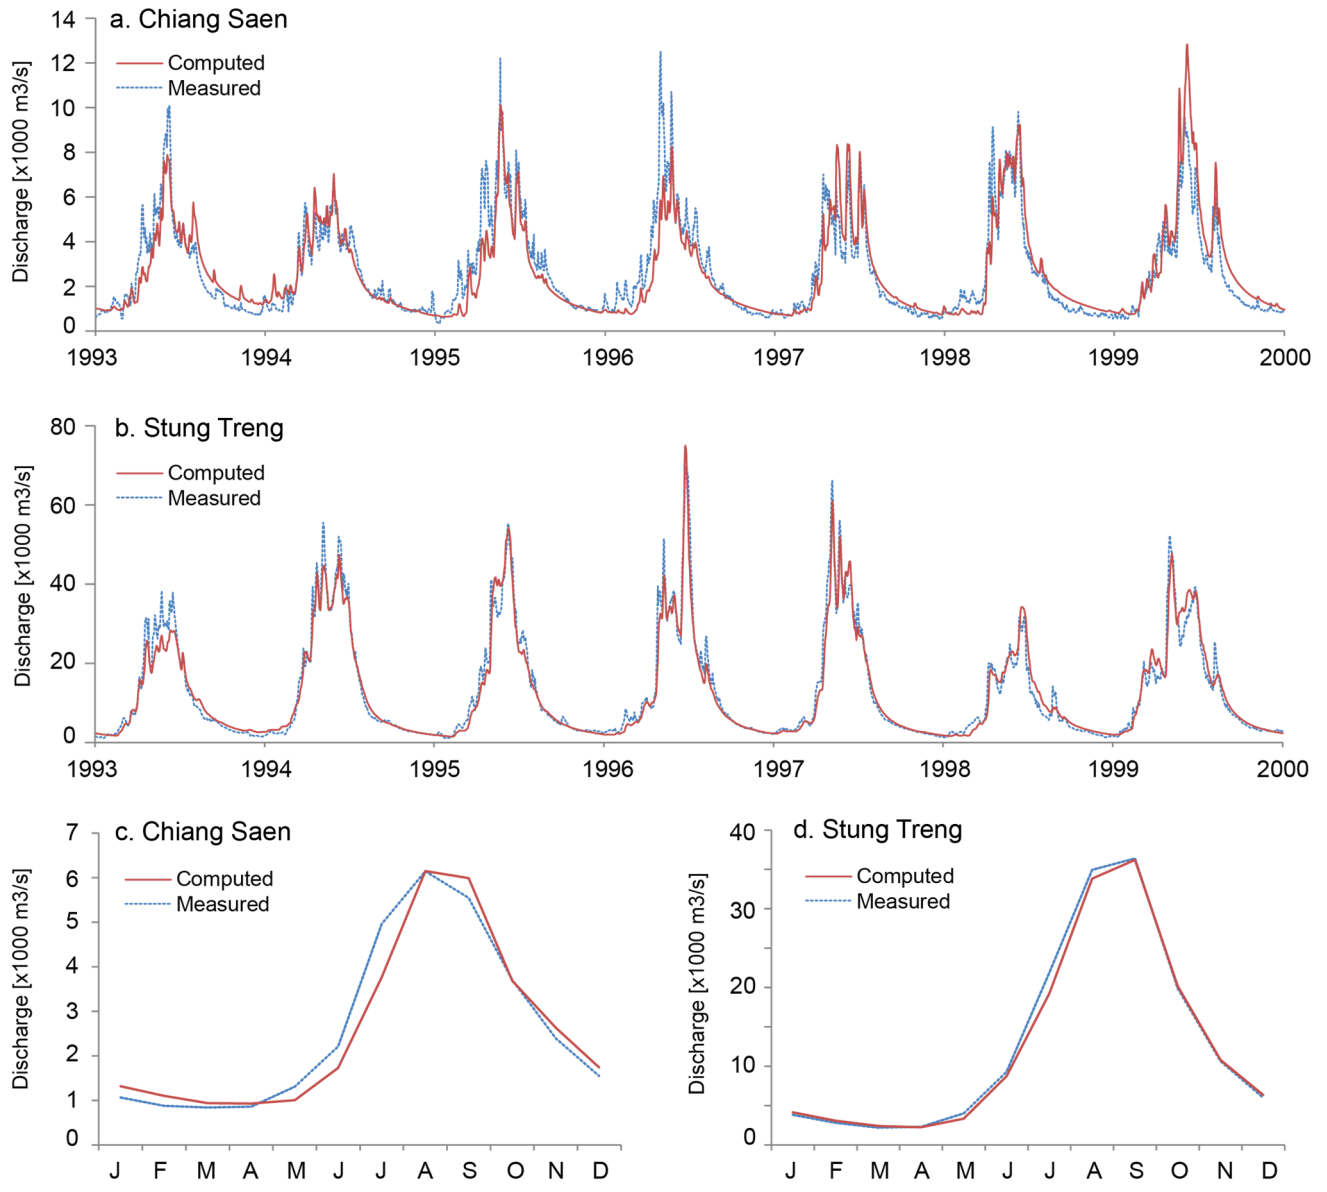 a. Chiang Saen
Computed
Measured
Discharge [x1000 m3/s]
14
12
10
8
6
4
2
0
1993 1994 1995 1996 1997 1998 1999 2000
b. Stung Treng
Computed
Measured
Discharge [x1000 m3/s]
80
60
40
20
0
1993 1994 1995 1996 1997 1998 1999 2000
c. Chiang Saen
Computed
Measured
Discharge [x1000 m3/s]
7
6
5
4
3
2
1
0
J F M A M J J A S O N D
d. Stung Treng
Computed
Measured
Discharge [x1000 m3/s]
40
30
20
10
0
J F M A M J J A S O N D